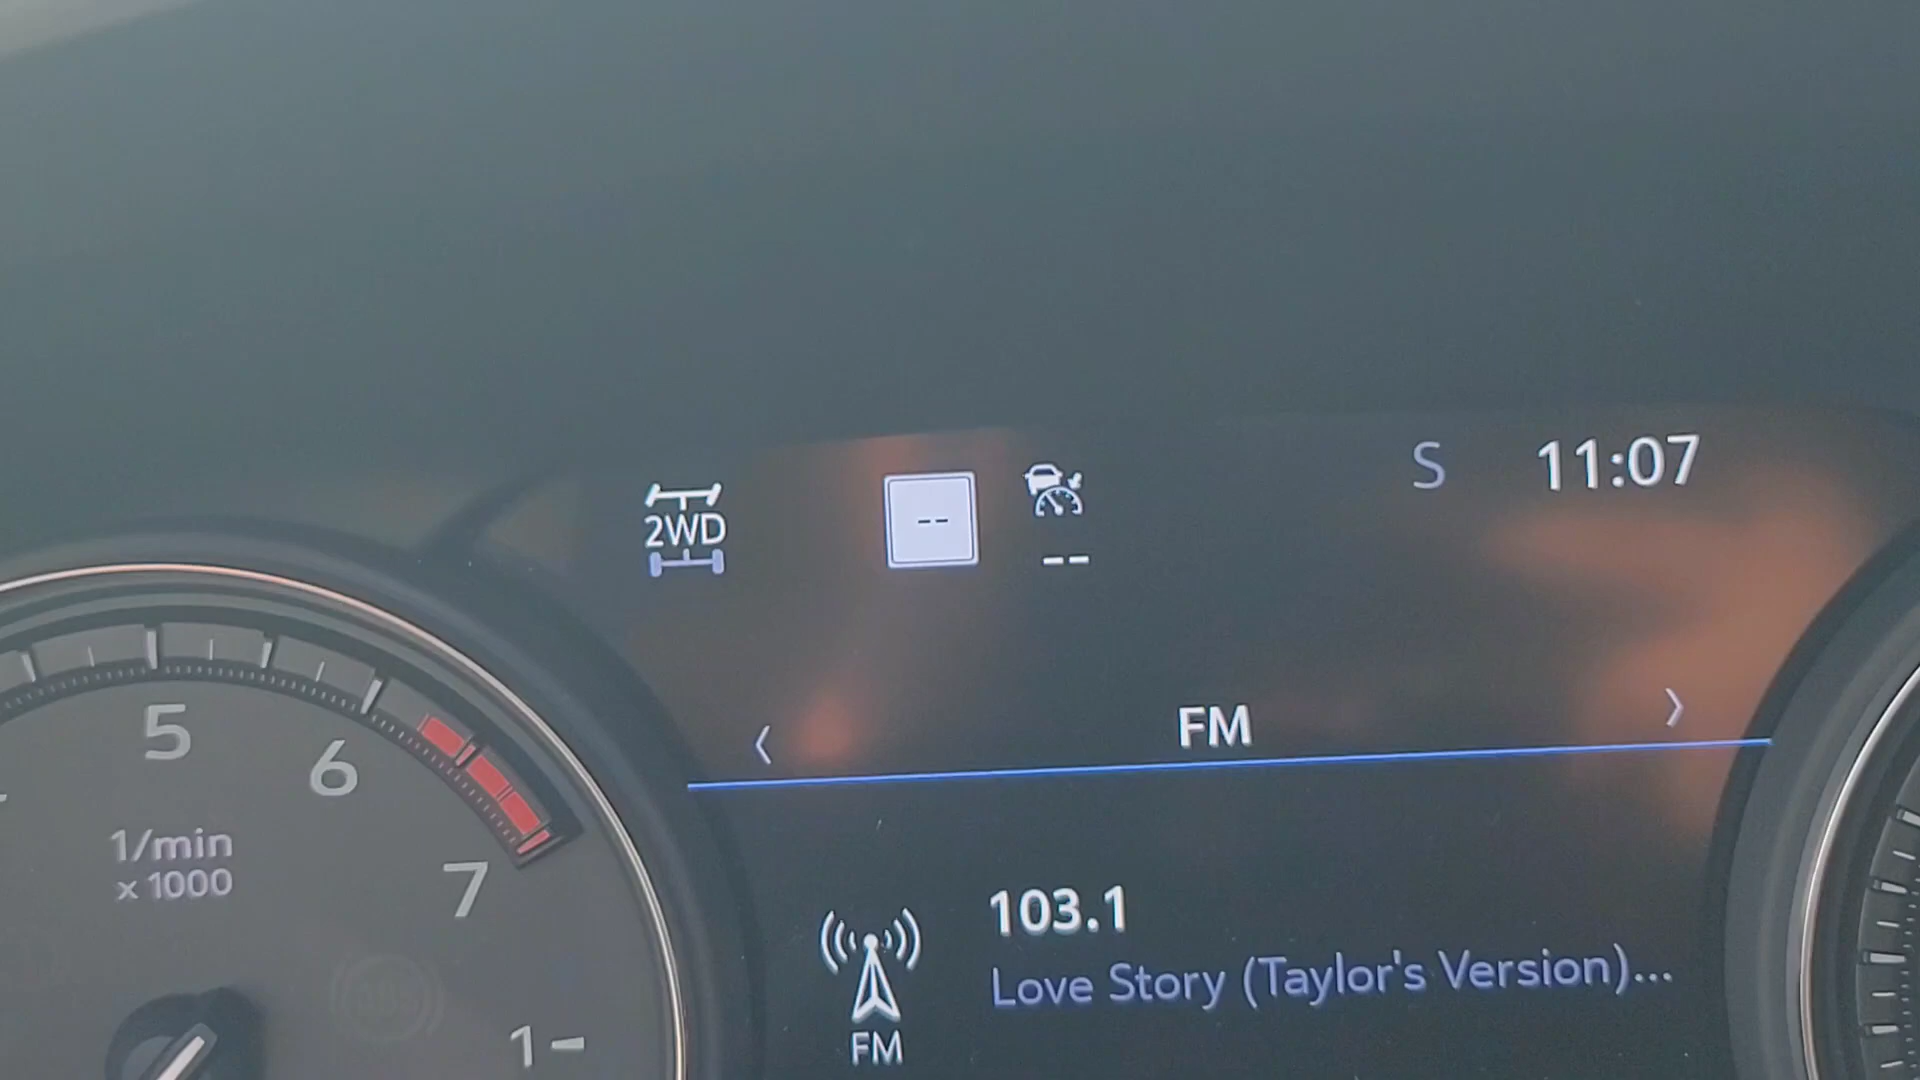 S 11:07
2WD
--
--
FM
5
6
7
1/min
x 1000
103.1
Love Story (Taylor's Version)...
FM
1-